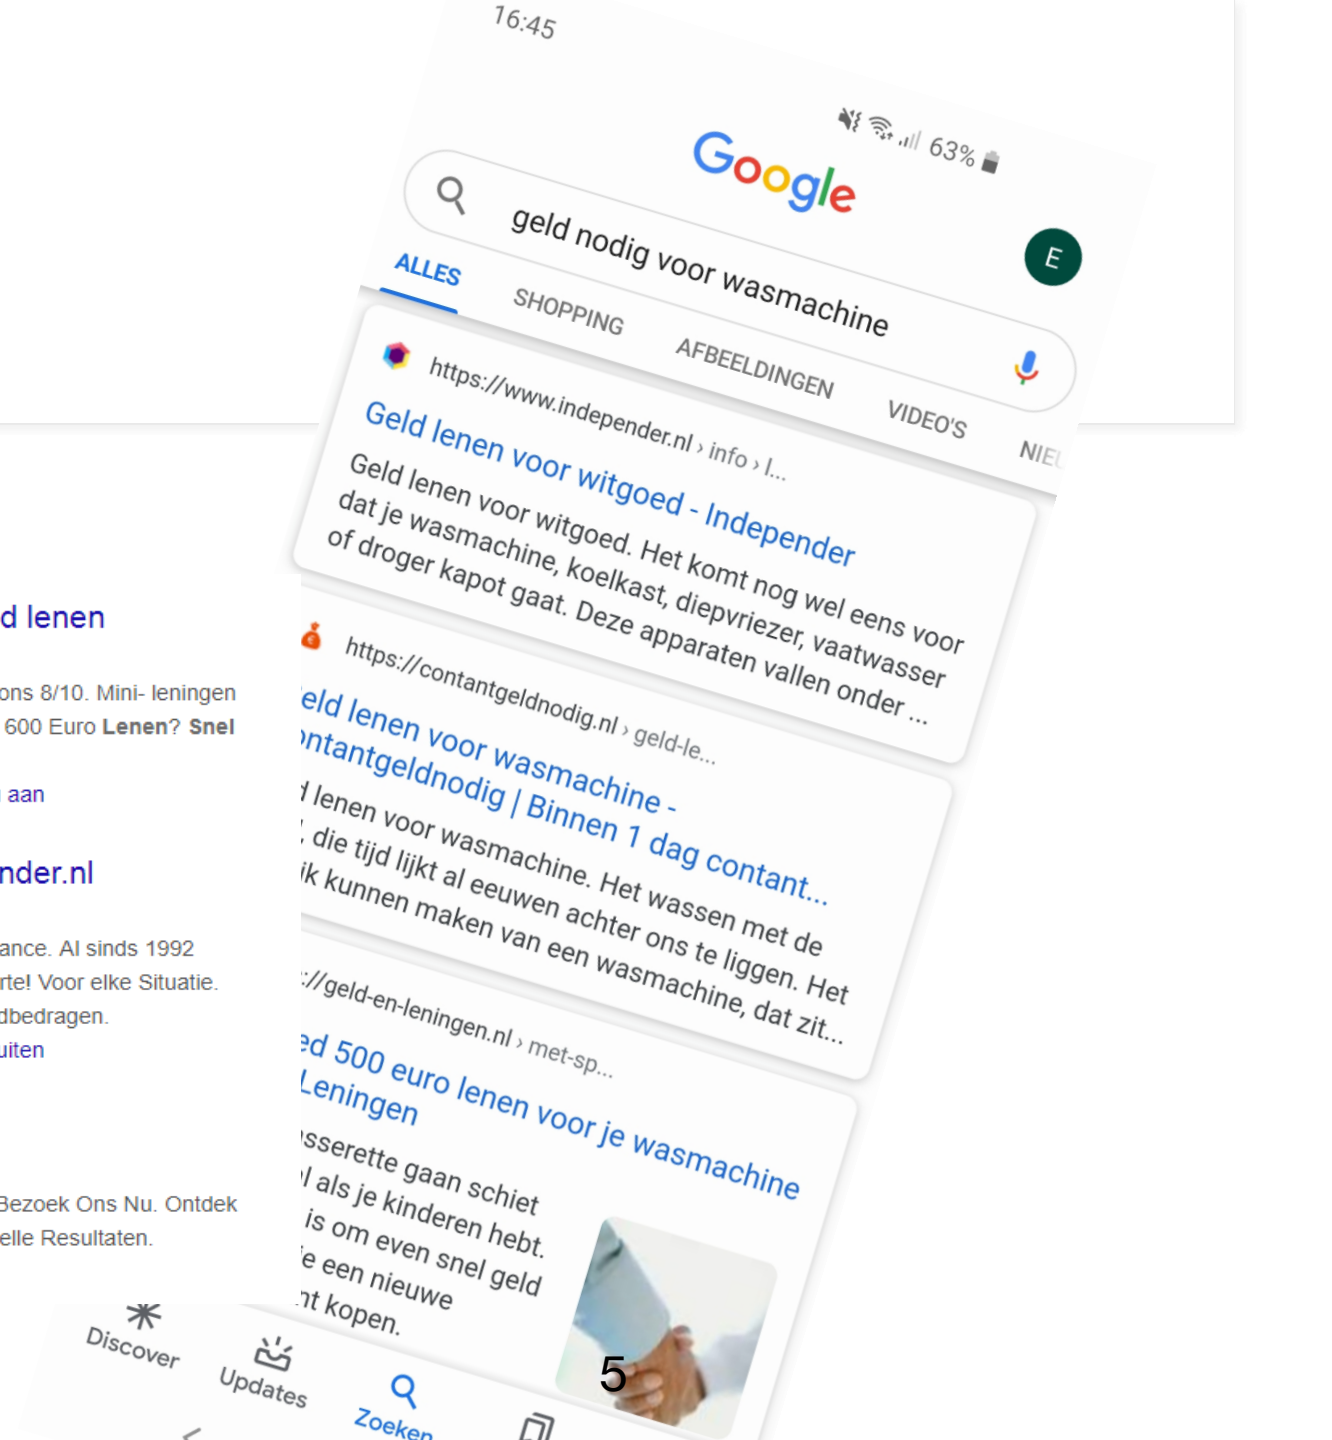 16:45
63%
Google
geld nodig voor wasmachine
E
ALLES
SHOPPING
AFBEELDINGEN
VIDEO'S
https://www.independer.nl › info › l...
Geld lenen voor witgoed - Independer
Geld lenen voor witgoed. Het komt nog wel eens voor
dat je wasmachine, koelkast, diepvriezer, vaatwasser
of droger kapot gaat. Deze apparaten vallen onder ...
https://contantgeldnodig.nl › geld-le...
eld lenen voor wasmachine -
ontantgeldnodig | Binnen 1 dag contant...
lenen voor wasmachine. Het wassen met de
die tijd lijkt al eeuwen achter ons te liggen. Het
kunnen maken van een wasmachine, dat zit...
://geld-en-leningen.nl › met-sp...
ed 500 euro lenen voor je wasmachine
Leningen
sserette gaan schiet
als je kinderen hebt.
is om even snel geld
e een nieuwe
nt kopen.
d lenen
ons 8/10. Mini- leningen
600 Euro Lenen? Snel
aan
nder.nl
ance. Al sinds 1992
rte! Voor elke Situatie.
dbedragen.
uiten
Bezoek Ons Nu. Ontdek
elle Resultaten.
Discover
Updates
Zoeken
5